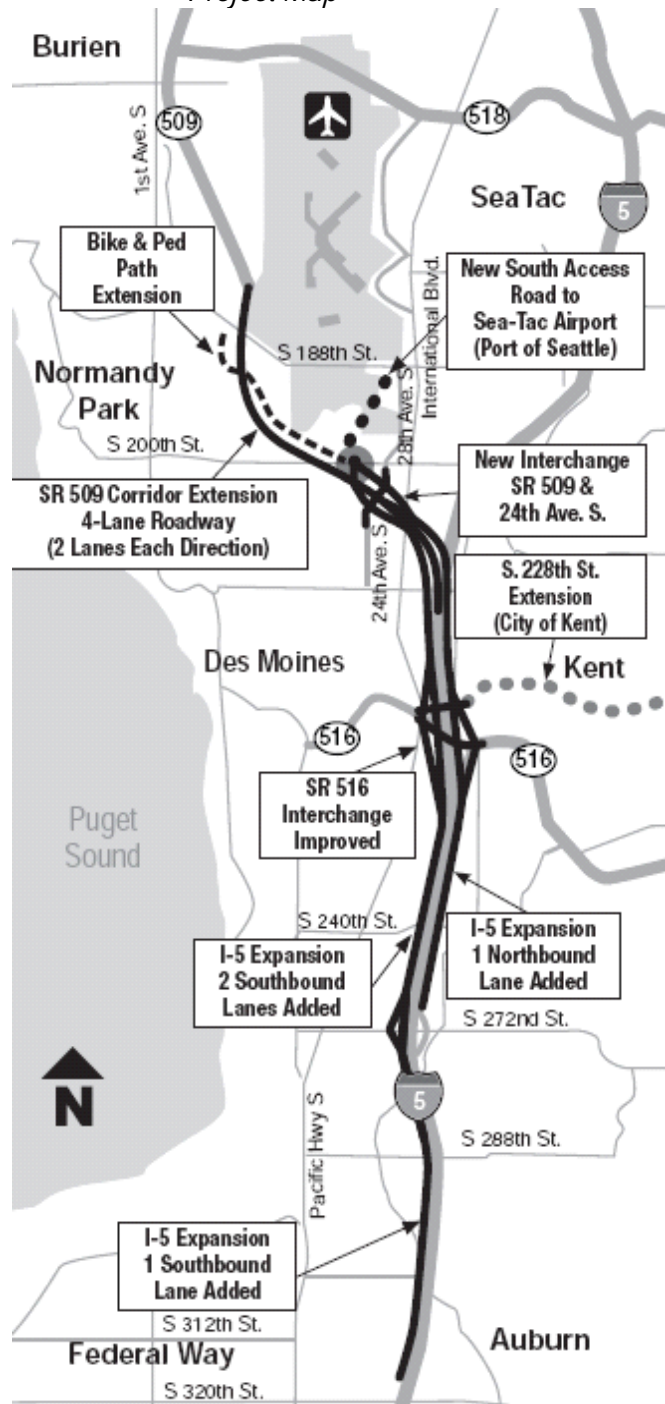 Project Map
Burien
1st Ave. S
509
518
SeaTac
5
Bike & Ped
Path
Extension
International Blvd.
New South Access
Road to
Sea-Tac Airport
(Port of Seattle)
S 188th St.
Normandy
Park
28th Ave. S
S 200th St.
SR 509 Corridor Extension
4-Lane Roadway
(2 Lanes Each Direction)
New Interchange
SR 509 &
24th Ave. S.
24th Ave. S
S. 228th St.
Extension
(City of Kent)
Des Moines
Kent
516
516
SR 516
Interchange
Improved
Puget
Sound
S 240th St.
I-5 Expansion
2 Southbound
Lanes Added
I-5 Expansion
1 Northbound
Lane Added
S 272nd St.
N
5
Pacific Hwy S
S 288th St.
I-5 Expansion
1 Southbound
Lane Added
S 312th St.
Federal Way
Auburn
S 320th St.